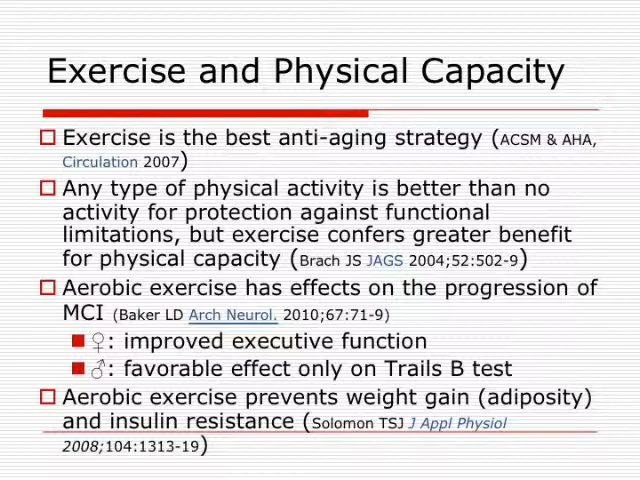 Exercise and Physical Capacity
Exercise is the best anti-aging strategy (ACSM & AHA,
Circulation 2007)
Any type of physical activity is better than no
activity for protection against functional
limitations, but exercise confers greater benefit
for physical capacity (Brach JS JAGS 2004;52:502-9)
Aerobic exercise has effects on the progression of
MCI (Baker LD Arch Neurol. 2010;67:71-9)
♀: improved executive function
♂: favorable effect only on Trails B test
Aerobic exercise prevents weight gain (adiposity)
and insulin resistance (Solomon TSJ J Appl Physiol
2008;104:1313-19)